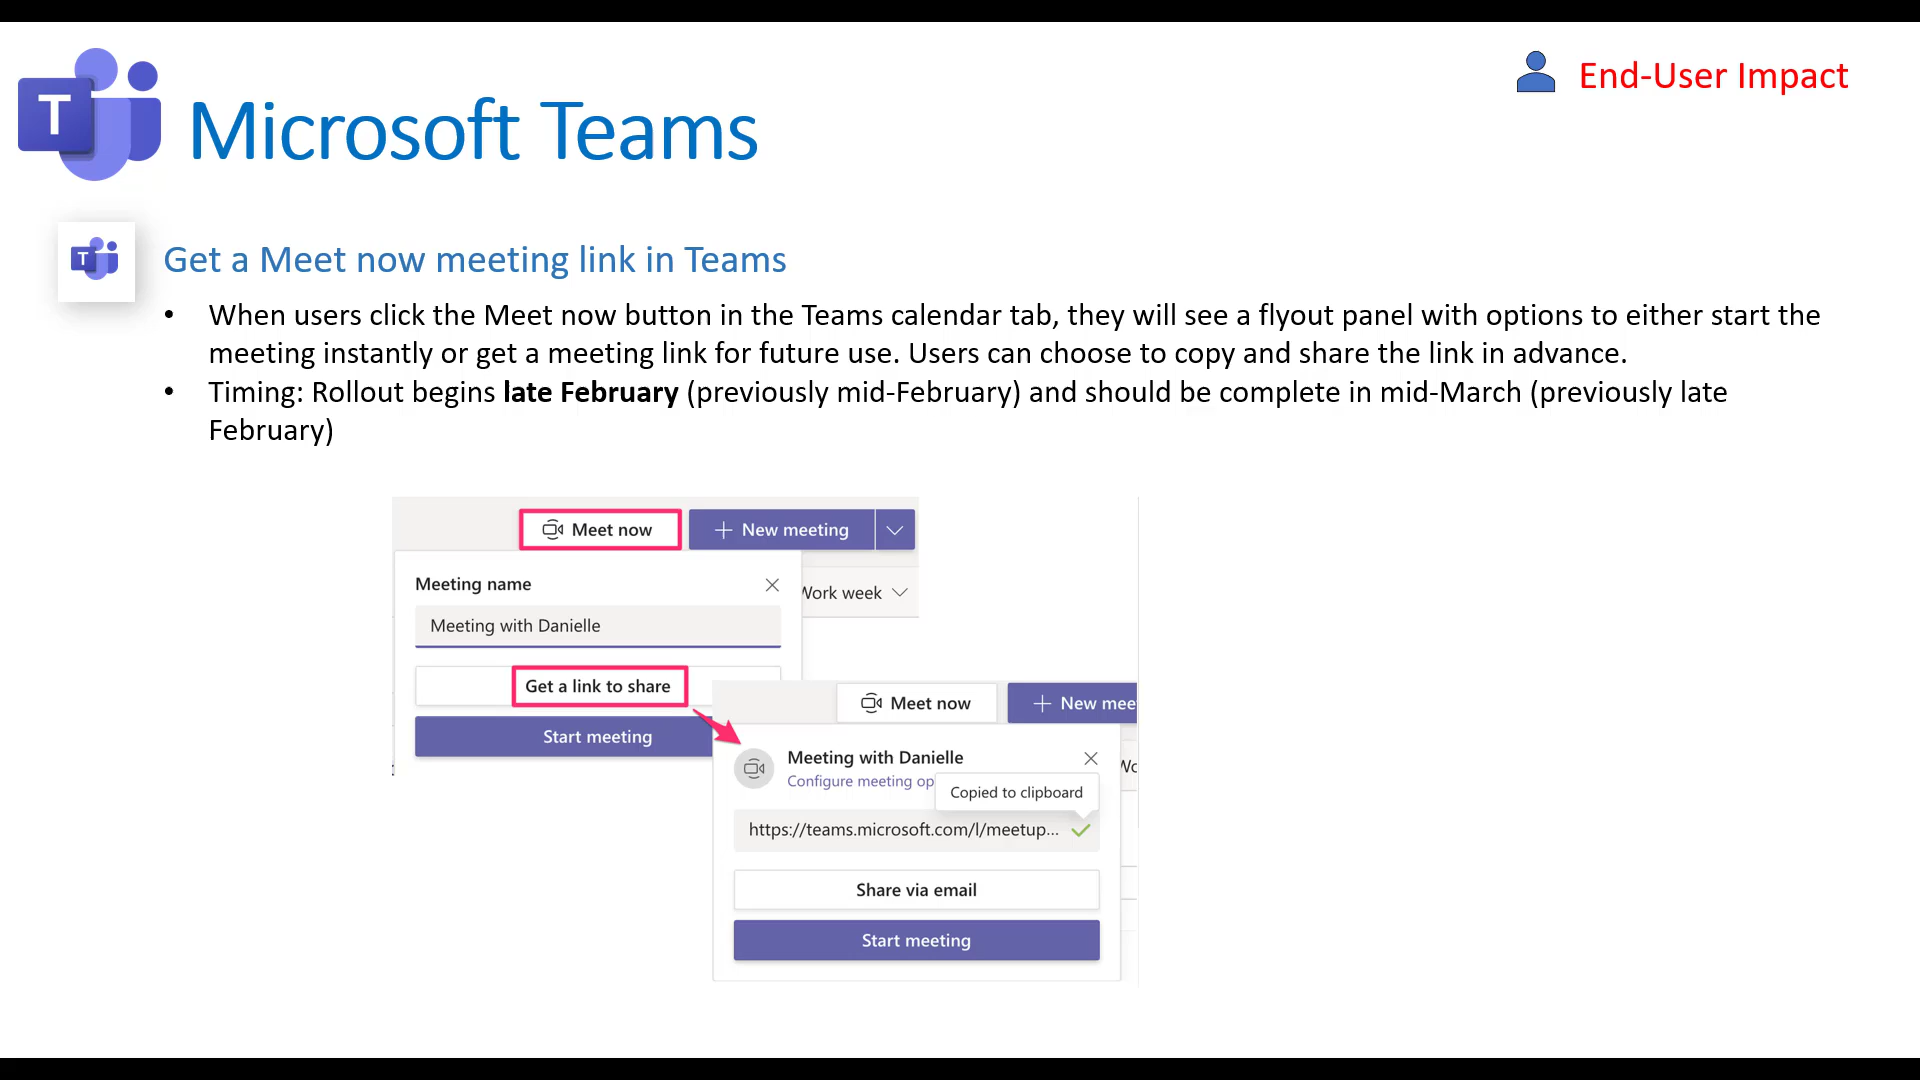 End-User Impact
T
Microsoft Teams
T
Get a Meet now meeting link in Teams
• When users click the Meet now button in the Teams calendar tab, they will see a flyout panel with options to either start the
meeting instantly or get a meeting link for future use. Users can choose to copy and share the link in advance.
• Timing: Rollout begins late February (previously mid-February) and should be complete in mid-March (previously late
February)
Meet now
+ New meeting
Meeting name
Work week
Meeting with Danielle
Get a link to share
Start meeting
Meet now
+ New mee
Meeting with Danielle
Configure meeting op
Wo
Copied to clipboard
https://teams.microsoft.com/l/meetup...
Share via email
Start meeting